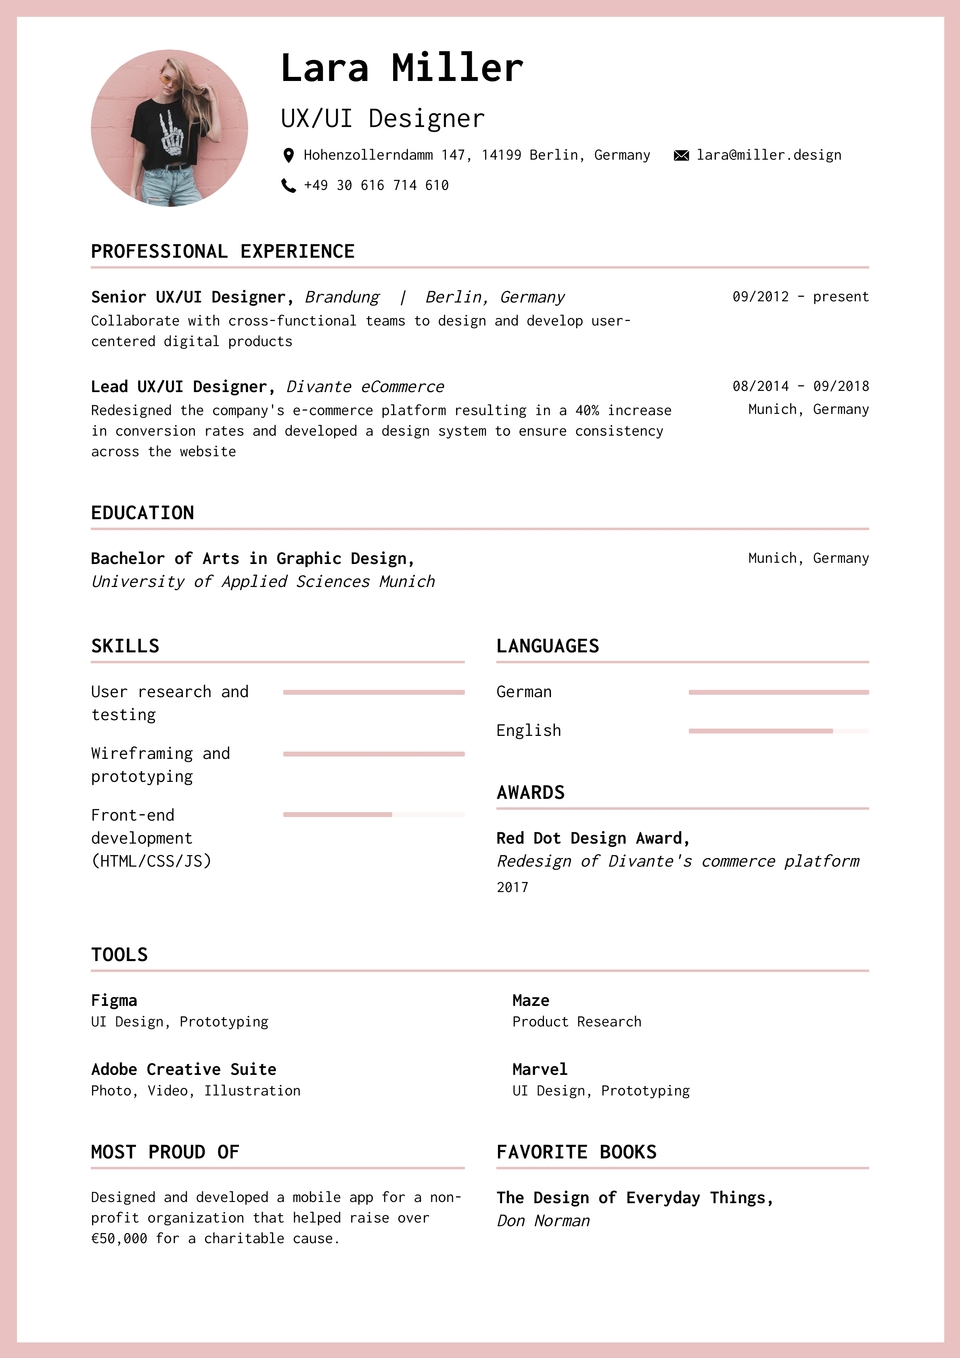 Lara Miller
UX/UI Designer
Hohenzollerndamm 147, 14199 Berlin, Germany lara@miller.design
+49 30 616 714 610
PROFESSIONAL EXPERIENCE
Senior UX/UI Designer, Brandung | Berlin, Germany 09/2012 – present
Collaborate with cross-functional teams to design and develop user-
centered digital products
Lead UX/UI Designer, Divante eCommerce 08/2014 – 09/2018
Redesigned the company's e-commerce platform resulting in a 40% increase Munich, Germany
in conversion rates and developed a design system to ensure consistency
across the website
EDUCATION
Bachelor of Arts in Graphic Design, Munich, Germany
University of Applied Sciences Munich
SKILLS
User research and
testing
Wireframing and
prototyping
Front-end
development
(HTML/CSS/JS)
LANGUAGES
German
English
AWARDS
Red Dot Design Award,
Redesign of Divante's commerce platform
2017
TOOLS
Figma
UI Design, Prototyping
Maze
Product Research
Adobe Creative Suite
Photo, Video, Illustration
Marvel
UI Design, Prototyping
MOST PROUD OF
Designed and developed a mobile app for a non-
profit organization that helped raise over
€50,000 for a charitable cause.
FAVORITE BOOKS
The Design of Everyday Things,
Don Norman